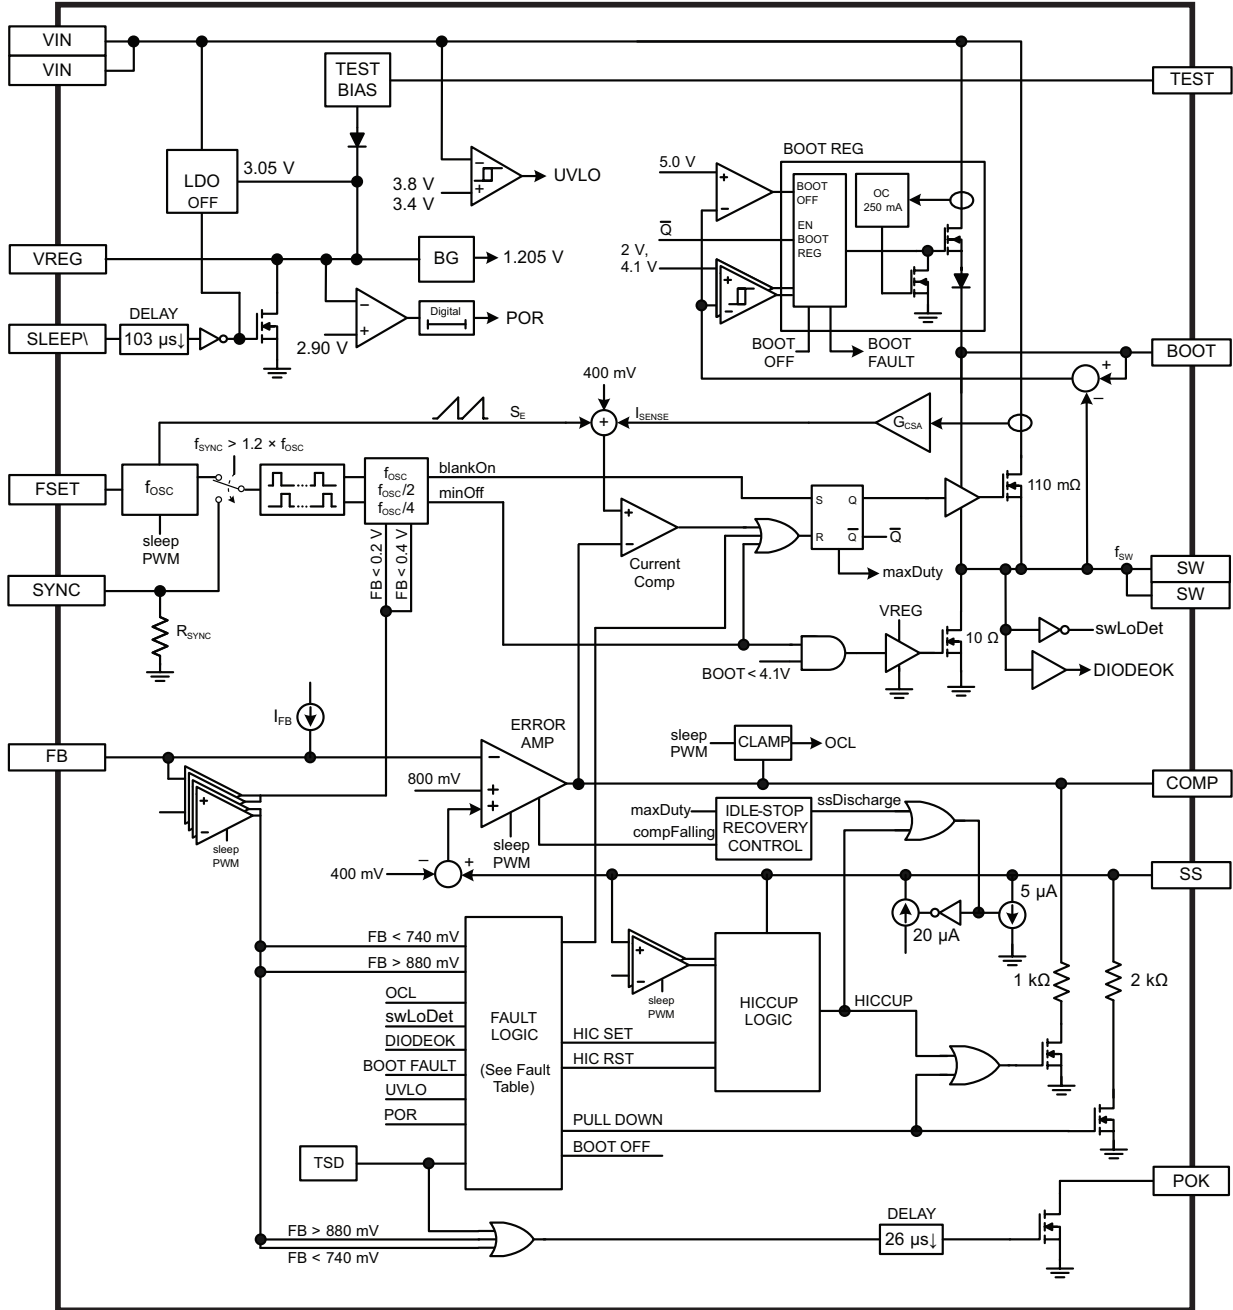 VIN
VIN
TEST
BIAS
TEST
LDO
OFF
3.05 V
3.8 V
3.4 V
−
+
UVLO
BOOT REG
5.0 V
+
−
BOOT
OFF
EN
BOOT
REG
OC
250 mA
Q
2 V,
4.1 V
+
−
VREG
BG
1.205 V
DELAY
SLEEP\
103 µs↓
−
+
2.90 V
Digital
POR
BOOT
OFF
BOOT
FAULT
BOOT
+
−
400 mV
SE
+
ISENSE
GCSA
fSYNC > 1.2 × fOSC
FSET
fOSC
fOSC
fOSC/2
fOSC/4
blankOn
minOff
sleep
PWM
FB < 0.2 V
FB < 0.4 V
+
−
Current
Comp
S
Q
R
Q
Q
maxDuty
110 mΩ
fSW
SW
SW
SYNC
RSYNC
VREG
10 Ω
BOOT < 4.1V
swLoDet
DIODEOK
IFB
FB
ERROR
AMP
−
800 mV
+
+
sleep
PWM
CLAMP
OCL
COMP
+
−
sleep
PWM
sleep
PWM
maxDuty
compFalling
IDLE-STOP
RECOVERY
CONTROL
ssDischarge
400 mV
−
+
SS
20 µA
5 µA
1 kΩ
2 kΩ
FB < 740 mV
FB > 880 mV
OCL
swLoDet
DIODEOK
BOOT FAULT
UVLO
POR
FAULT
LOGIC
(See Fault
Table)
+
−
sleep
PWM
HICCUP
LOGIC
HICCUP
HIC SET
HIC RST
PULL DOWN
BOOT OFF
TSD
POK
FB > 880 mV
FB < 740 mV
DELAY
26 µs↓